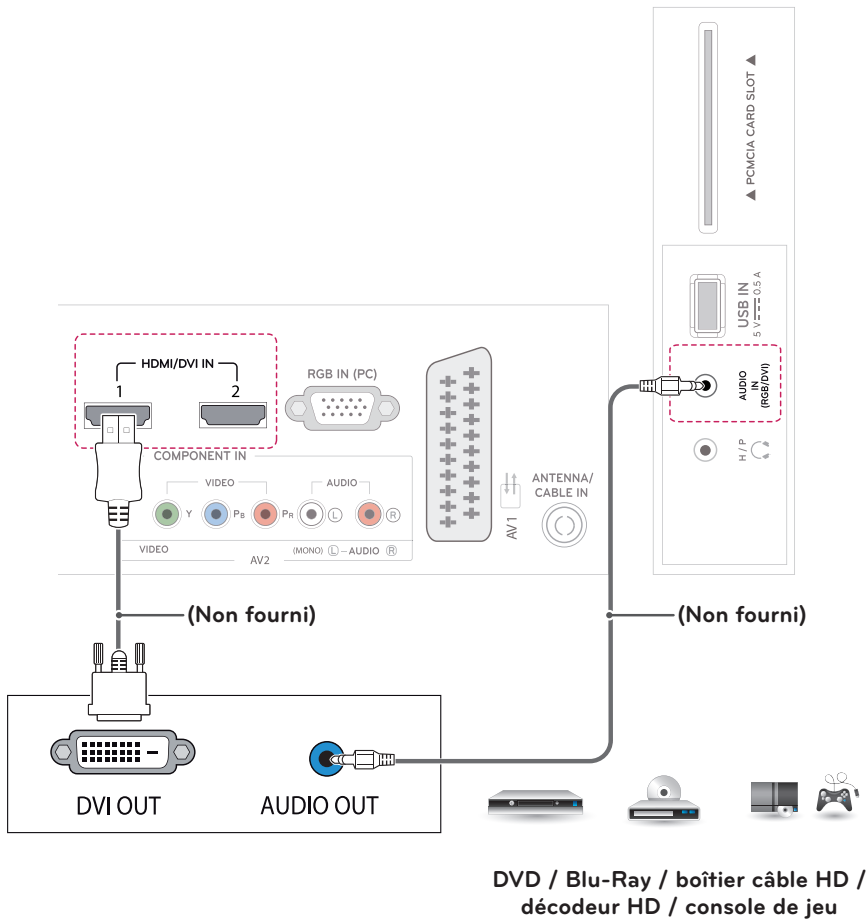 ▲ PCMCIA CARD SLOT ▲
USB IN
5 V 0.5 A
AUDIO
IN
(RGB/DVI)
H / P
HDMI/DVI IN
1 2
RGB IN (PC)
COMPONENT IN
VIDEO AUDIO
Y PB PR L R
VIDEO (MONO) L – AUDIO R
AV2
AV1
ANTENNA/
CABLE IN
(Non fourni)
(Non fourni)
DVI OUT
AUDIO OUT
DVD / Blu-Ray / boîtier câble HD /
décodeur HD / console de jeu